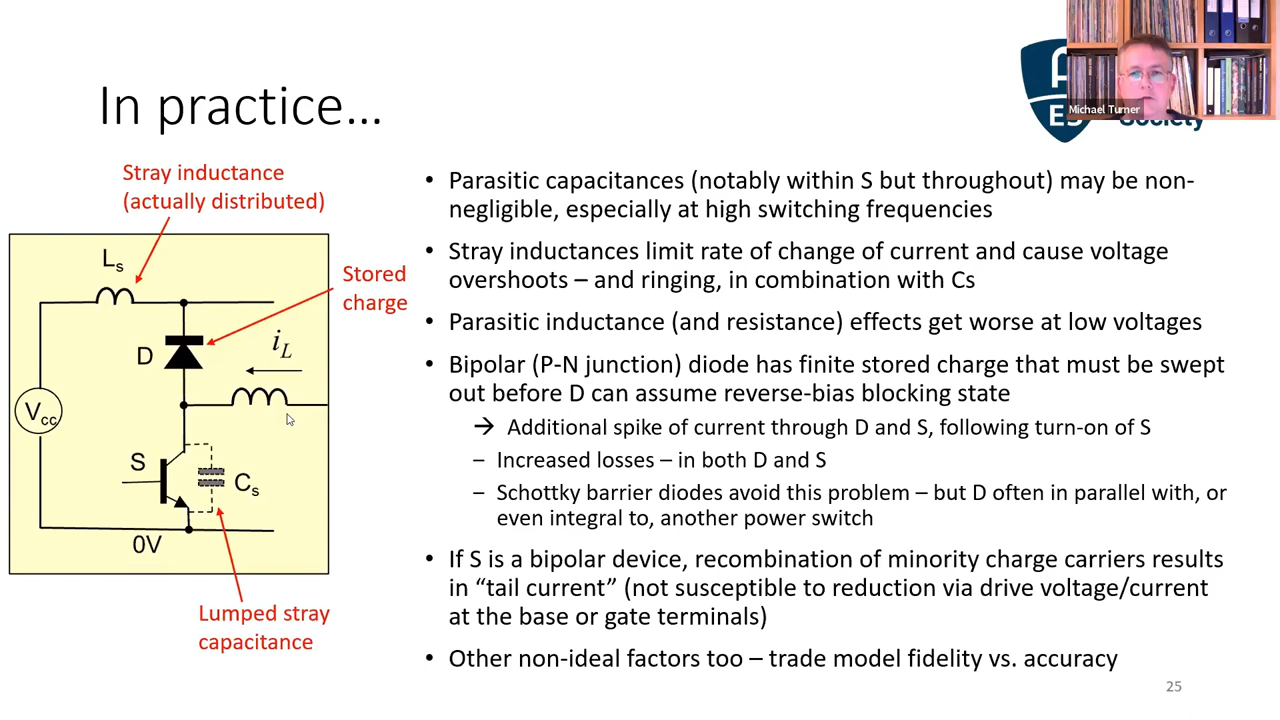 In practice...
Michael Turner
ES
Society
Stray inductance
(actually distributed)
Ls
Stored
charge
D
iL
Vcc
S
Cs
0V
Lumped stray
capacitance
• Parasitic capacitances (notably within S but throughout) may be non-
negligible, especially at high switching frequencies
• Stray inductances limit rate of change of current and cause voltage
overshoots – and ringing, in combination with Cs
• Parasitic inductance (and resistance) effects get worse at low voltages
• Bipolar (P-N junction) diode has finite stored charge that must be swept
out before D can assume reverse-bias blocking state
→ Additional spike of current through D and S, following turn-on of S
– Increased losses – in both D and S
– Schottky barrier diodes avoid this problem – but D often in parallel with, or
even integral to, another power switch
• If S is a bipolar device, recombination of minority charge carriers results
in “tail current” (not susceptible to reduction via drive voltage/current
at the base or gate terminals)
• Other non-ideal factors too – trade model fidelity vs. accuracy
25